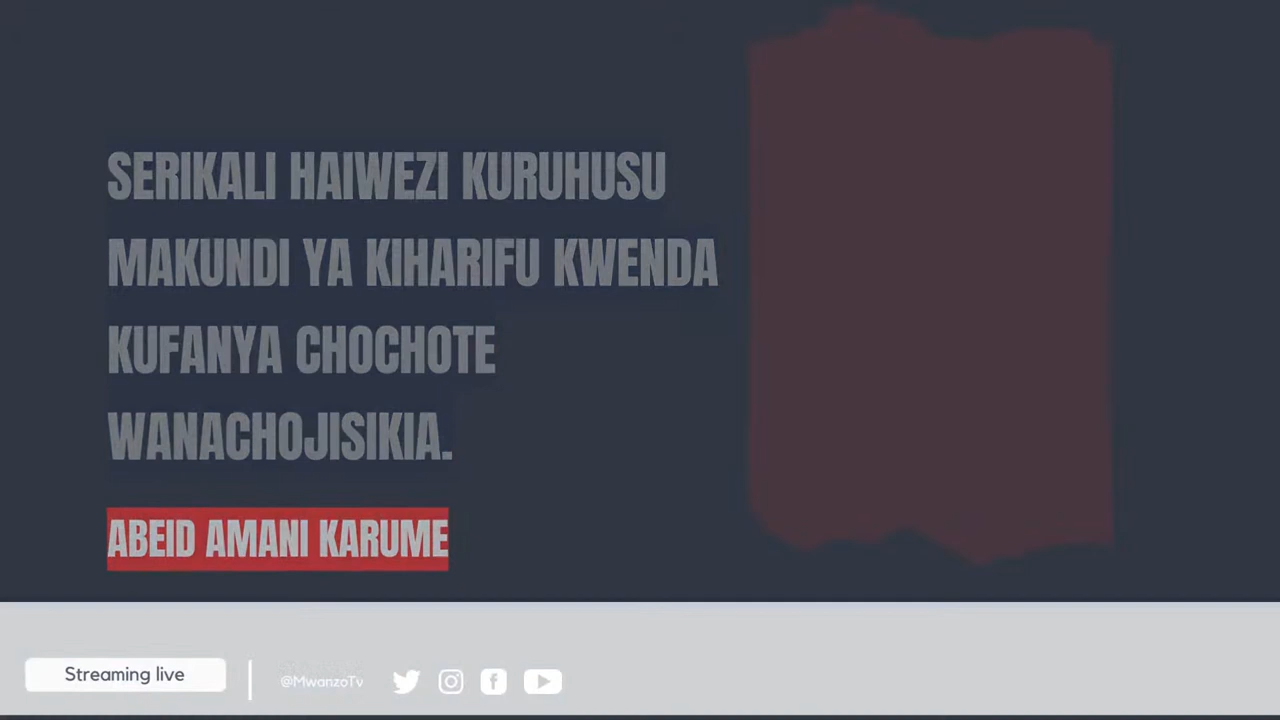 SERIKALI HAIWEZI KURUHUSU
MAKUNDI YA KIHARIFU KWENDA
KUFANYA CHOCHOTE
WANACHOJISIKIA.
ABEID AMANI KARUME
Streaming live
@MwanzoTv